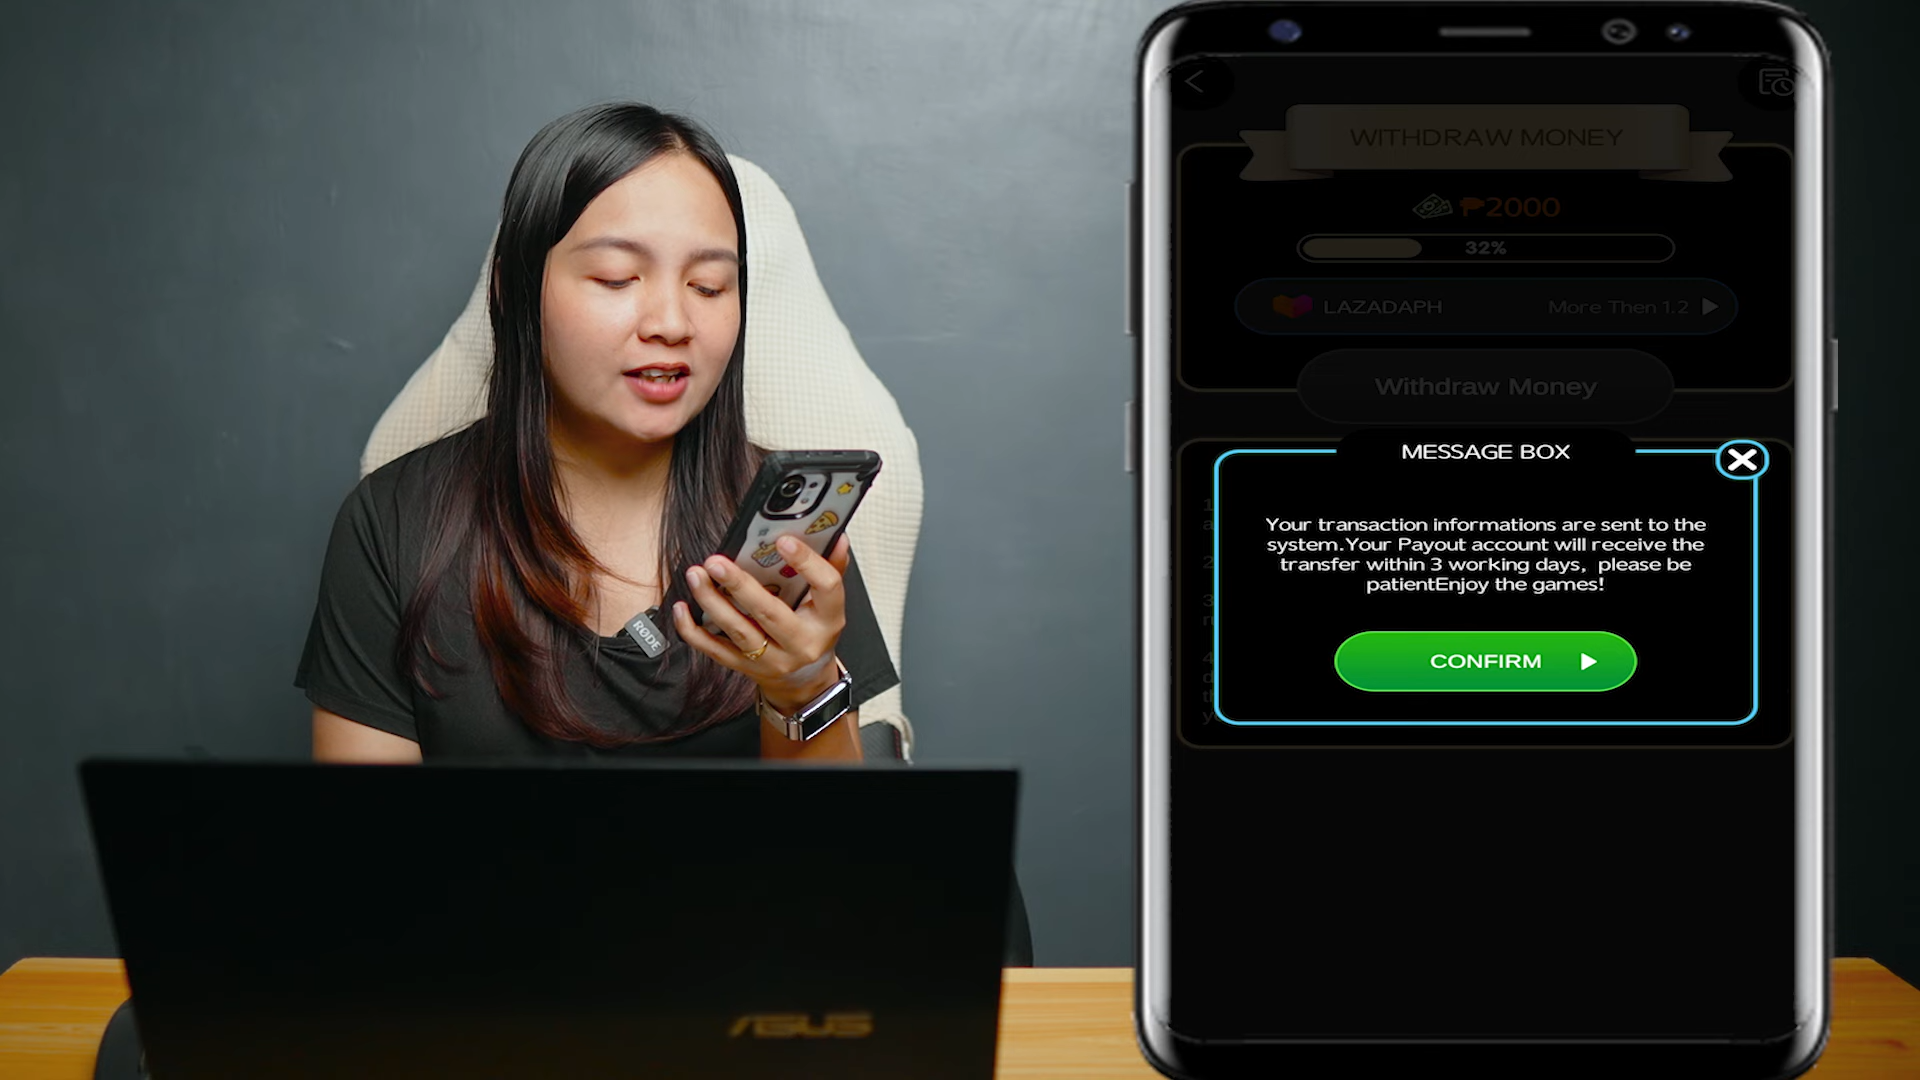 WITHDRAW MONEY
₱2000
32%
LAZADAPH
More Then 1.2
Withdraw Money
MESSAGE BOX
Your transaction informations are sent to the
system.Your Payout account will receive the
transfer within 3 working days, please be
patientEnjoy the games!
CONFIRM
RØDE
ASUS